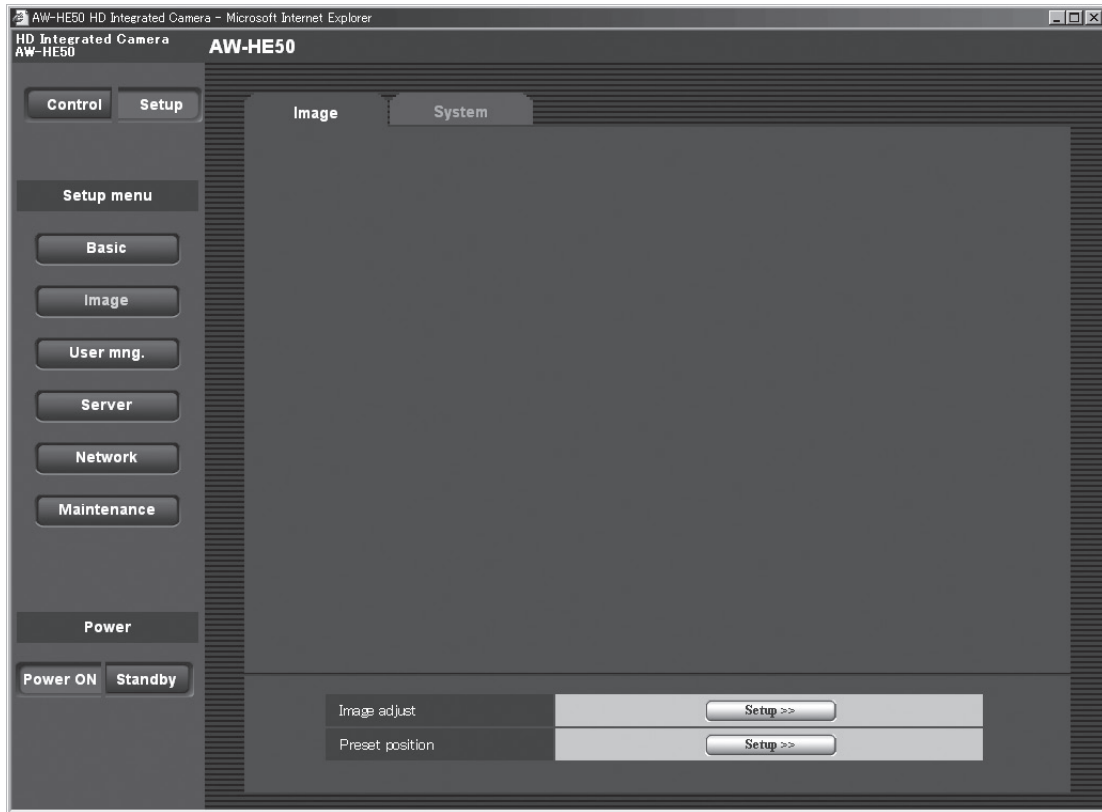 AW-HE50 HD Integrated Camera - Microsoft Internet Explorer
HD Integrated Camera
AW-HE50
AW-HE50
Control Setup
Image System
Setup menu
Basic
Image
User mng.
Server
Network
Maintenance
Power
Power ON Standby
Image adjust Setup >>
Preset position Setup >>